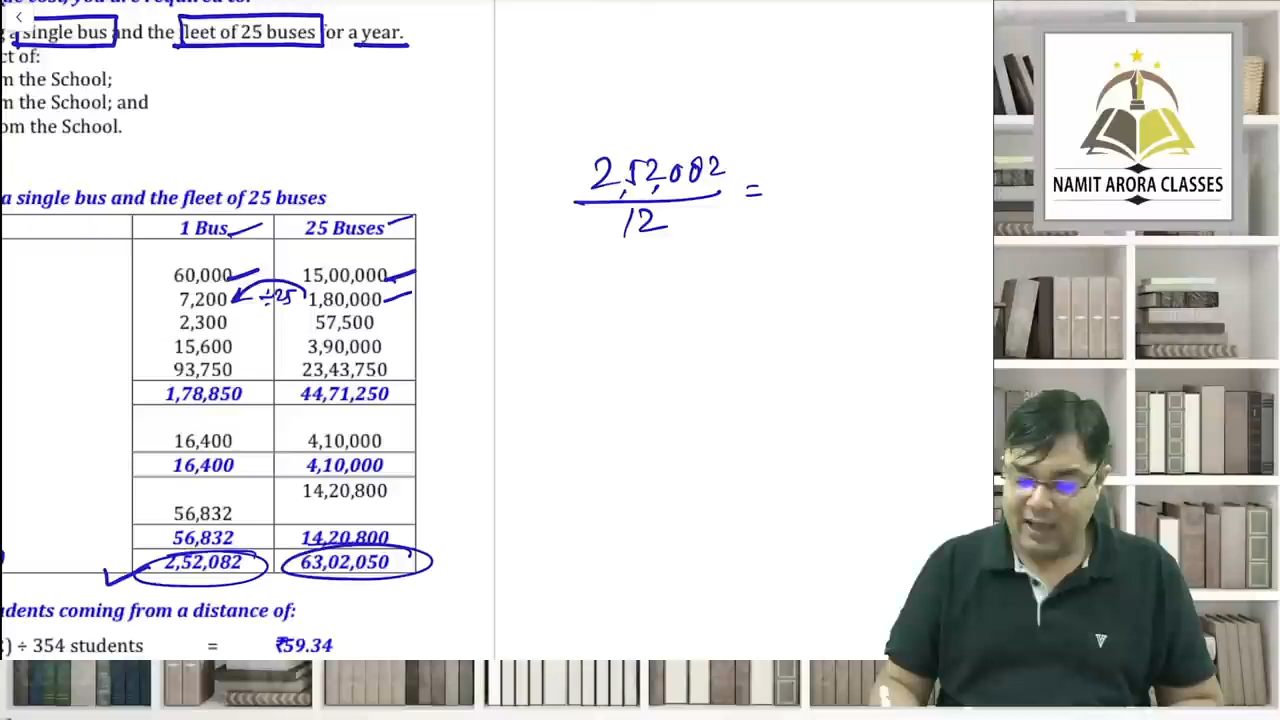 single bus and the fleet of 25 buses for a year.
ct of:
m the School;
m the School; and
om the School.
a single bus and the fleet of 25 buses
1 Bus 25 Buses
60,000 15,00,000
7,200 ÷25 1,80,000
2,300 57,500
15,600 3,90,000
93,750 23,43,750
1,78,850 44,71,250
16,400 4,10,000
16,400 4,10,000
14,20,800
56,832
56,832 14,20,800
2,52,082 63,02,050
udents coming from a distance of:
) ÷ 354 students = ₹59.34
2,52,082
12
=
NAMIT ARORA CLASSES